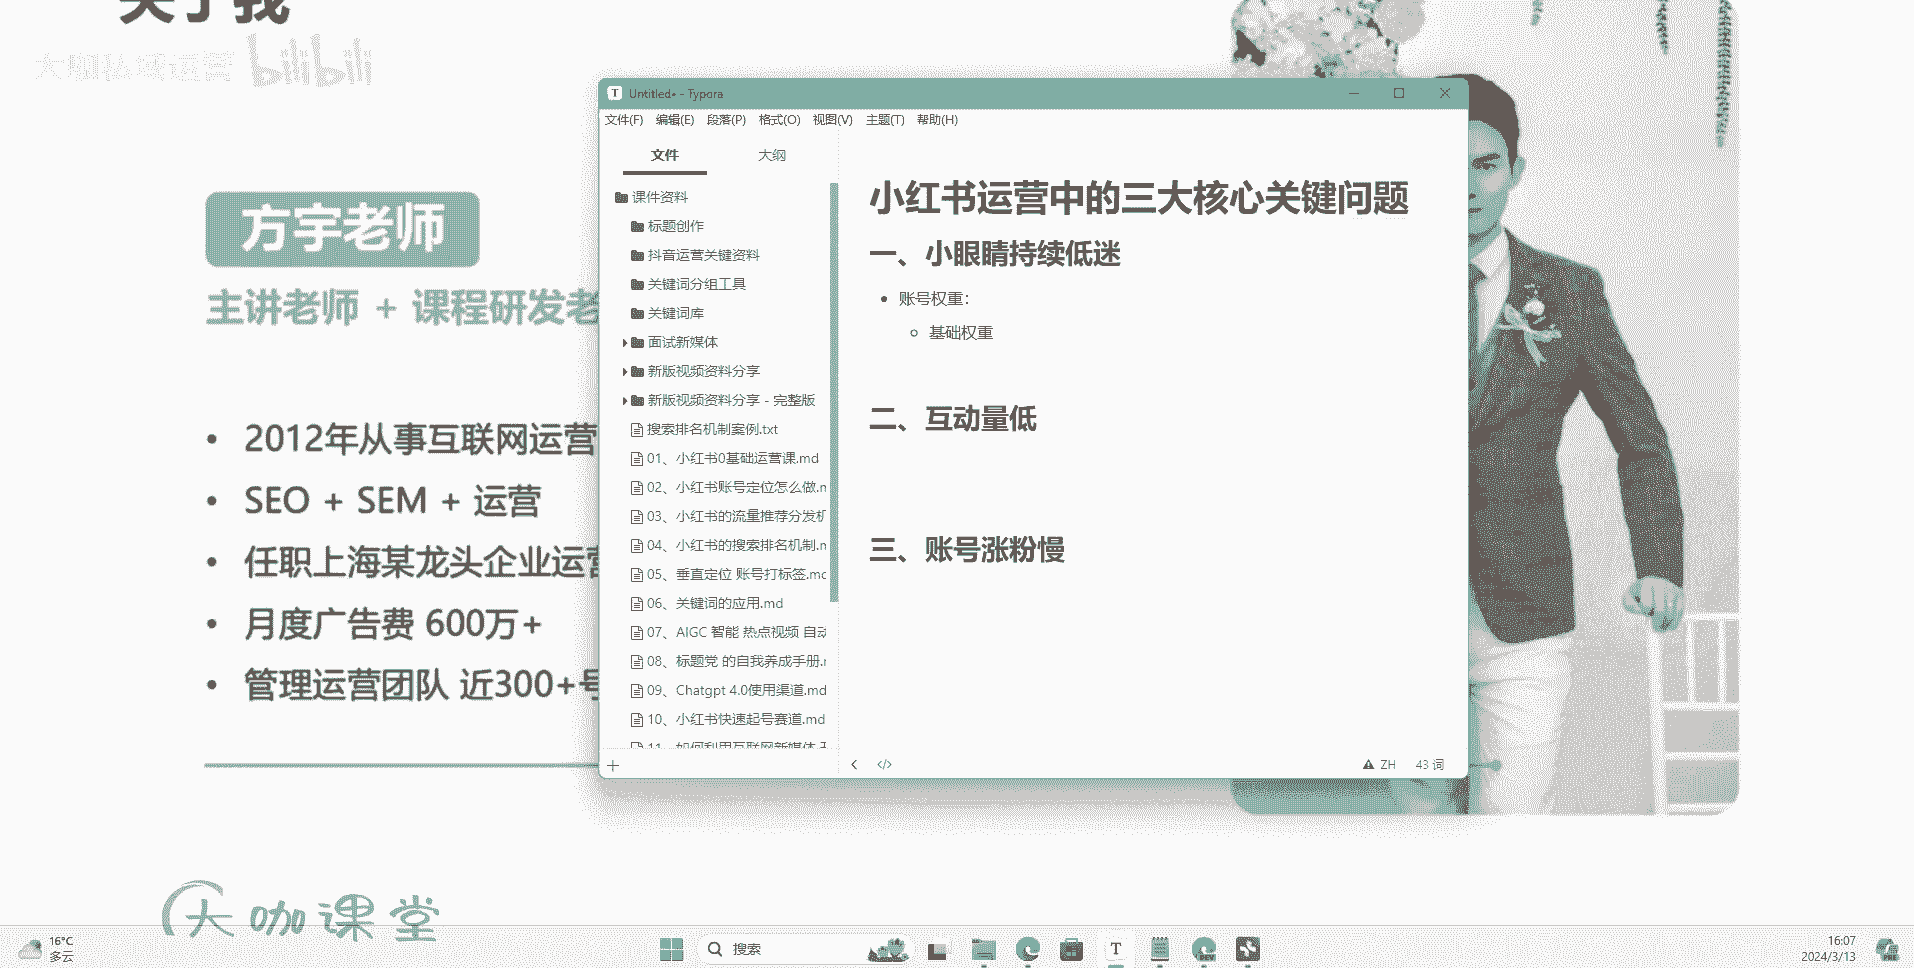 关于我
大咖私域运营 bilibili
方宇老师
主讲老师 + 课程研发老
• 2012年从事互联网运营
• SEO + SEM + 运营
• 任职上海某龙头企业运营
• 月度广告费 600万+
• 管理运营团队 近300+号
大咖课堂
Untitled• - Typora
文件(F) 编辑(E) 段落(P) 格式(O) 视图(V) 主题(T) 帮助(H)
文件 大纲
课件资料
标题创作
抖音运营关键资料
关键词分组工具
关键词库
面试新媒体
新版视频资料分享
新版视频资料分享 - 完整版
搜索排名机制案例.txt
01、小红书0基础运营课.md
02、小红书账号定位怎么做.m
03、小红书的流量推荐分发机
04、小红书的搜索排名机制.m
05、垂直定位 账号打标签.mc
06、关键词的应用.md
07、AIGC 智能 热点视频 自动
08、标题党 的自我养成手册.r
09、Chatgpt 4.0使用渠道.md
10、小红书快速起号赛道.md
11、如何利用互联网新媒体
小红书运营中的三大核心关键问题
一、小眼睛持续低迷
• 账号权重：
◦ 基础权重
二、互动量低
三、账号涨粉慢
ZH 43 词
16°C
多云
搜索
16:07
2024/3/13